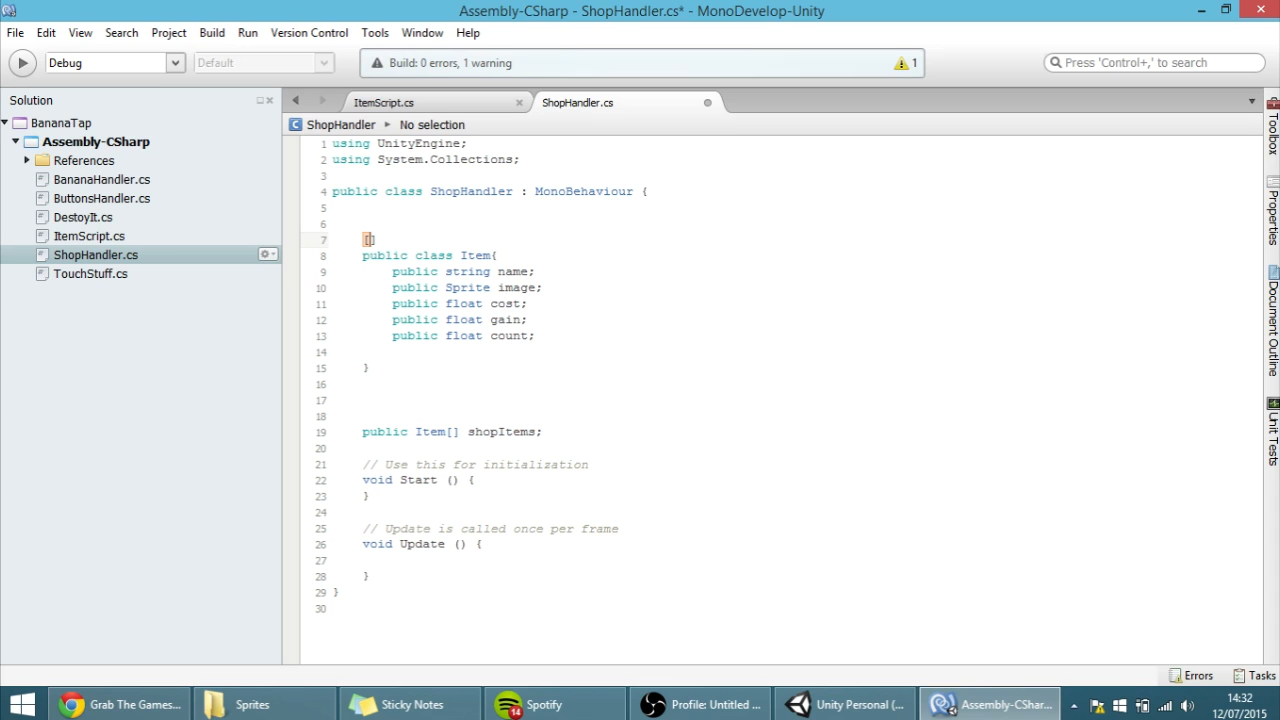 Assembly-CSharp - ShopHandler.cs* - MonoDevelop-Unity
File Edit View Search Project Build Run Version Control Tools Window Help
Debug Default Build: 0 errors, 1 warning 1 Press 'Control+,' to search
Solution
ItemScript.cs ShopHandler.cs
BananaTap
Assembly-CSharp
References
BananaHandler.cs
ButtonsHandler.cs
DestoyIt.cs
ItemScript.cs
ShopHandler.cs
TouchStuff.cs
ShopHandler No selection
1 using UnityEngine;
2 using System.Collections;
3
4 public class ShopHandler : MonoBehaviour {
5
6
7 []
8 public class Item{
9 public string name;
10 public Sprite image;
11 public float cost;
12 public float gain;
13 public float count;
14
15 }
16
17
18
19 public Item[] shopItems;
20
21 // Use this for initialization
22 void Start () {
23 }
24
25 // Update is called once per frame
26 void Update () {
27
28 }
29 }
30
Toolbox
Properties
Document Outline
Unit Tests
Errors Tasks
Grab The Games... Sprites Sticky Notes 14 Spotify Profile: Untitled ... Unity Personal (... Assembly-CShar... 14:32
12/07/2015